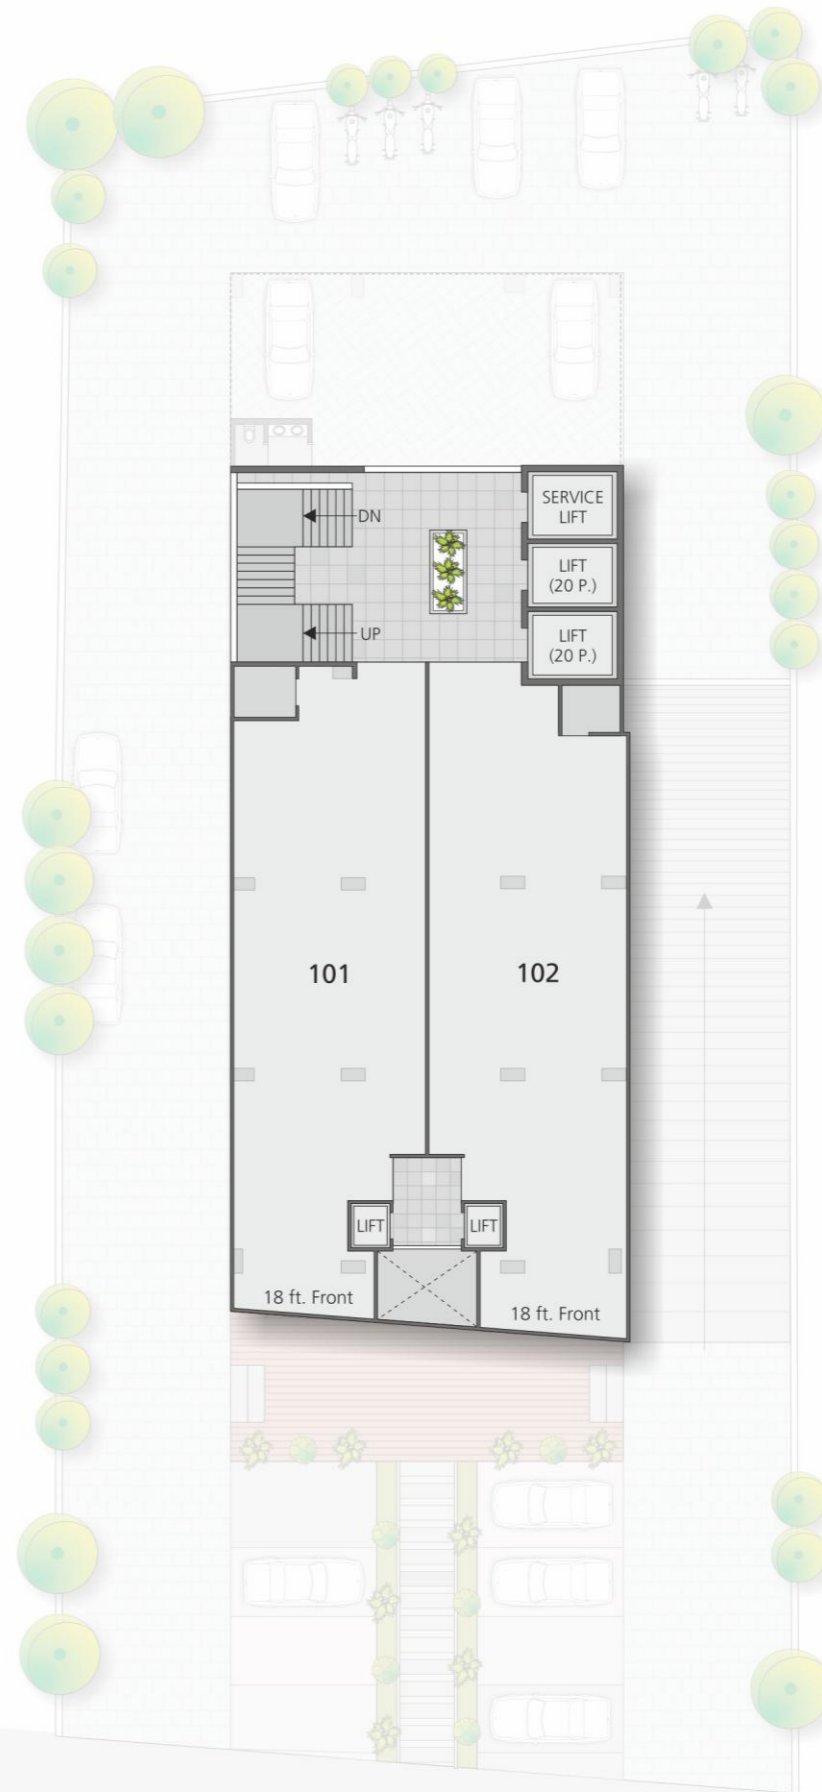 SERVICE
LIFT
DN
LIFT
(20 P.)
UP
LIFT
(20 P.)
101
102
LIFT
LIFT
18 ft. Front
18 ft. Front